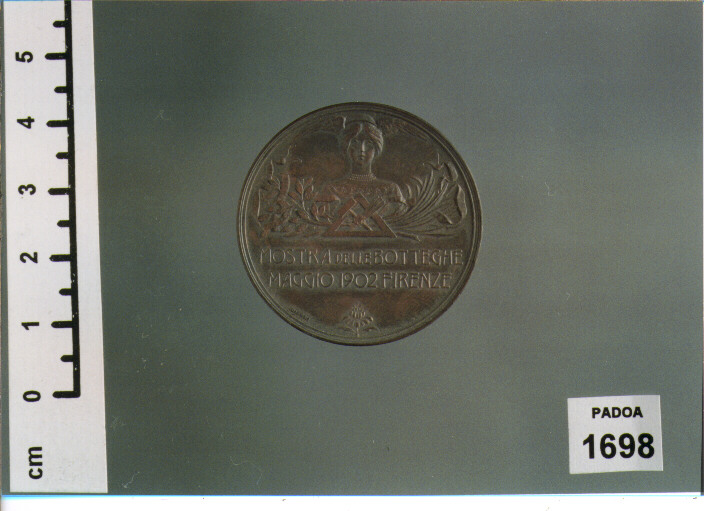 MOSTRA DELLE BOTTEGHE
MAGGIO 1902 FIRENZE
5
4
3
2
1
0
cm
PADOA
1698